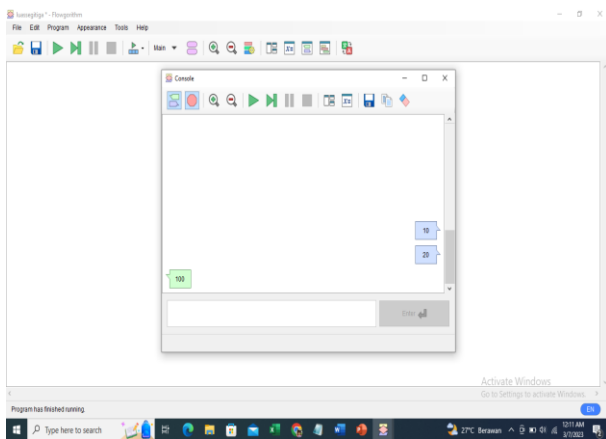 luassegitiga * - Flowgorithm
File Edit Program Appearance Tools Help
Main
Console
10
20
100
Enter
Activate Windows
Go to Settings to activate Windows.
Program has finished running.
EN
Type here to search
27°C Berawan
12:11 AM
3/7/2023